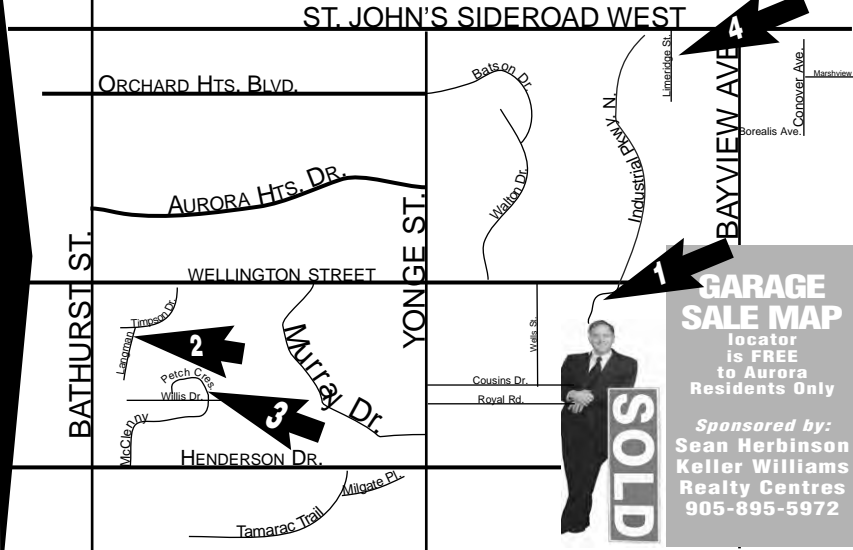 ST. JOHN'S SIDEROAD WEST
4
Limeridge St.
BAYVIEW AVE
Conover Ave.
Marshview
Borealis Ave.
ORCHARD HTS. BLVD.
Batson Dr.
Industrial Pkwy. N.
Walton Dr.
AURORA HTS. DR.
YONGE ST.
BATHURST ST.
WELLINGTON STREET
1
Timpson Dr.
Langman
2
Petch Cres.
Willis Dr.
3
McClenny
Murray Dr.
Wells St.
Cousins Dr.
Royal Rd.
HENDERSON DR.
Milgate Pl.
Tamarac Trail
SOLD
GARAGE
SALE MAP
locator
is FREE
to Aurora
Residents Only
Sponsored by:
Sean Herbinson
Keller Williams
Realty Centres
905-895-5972